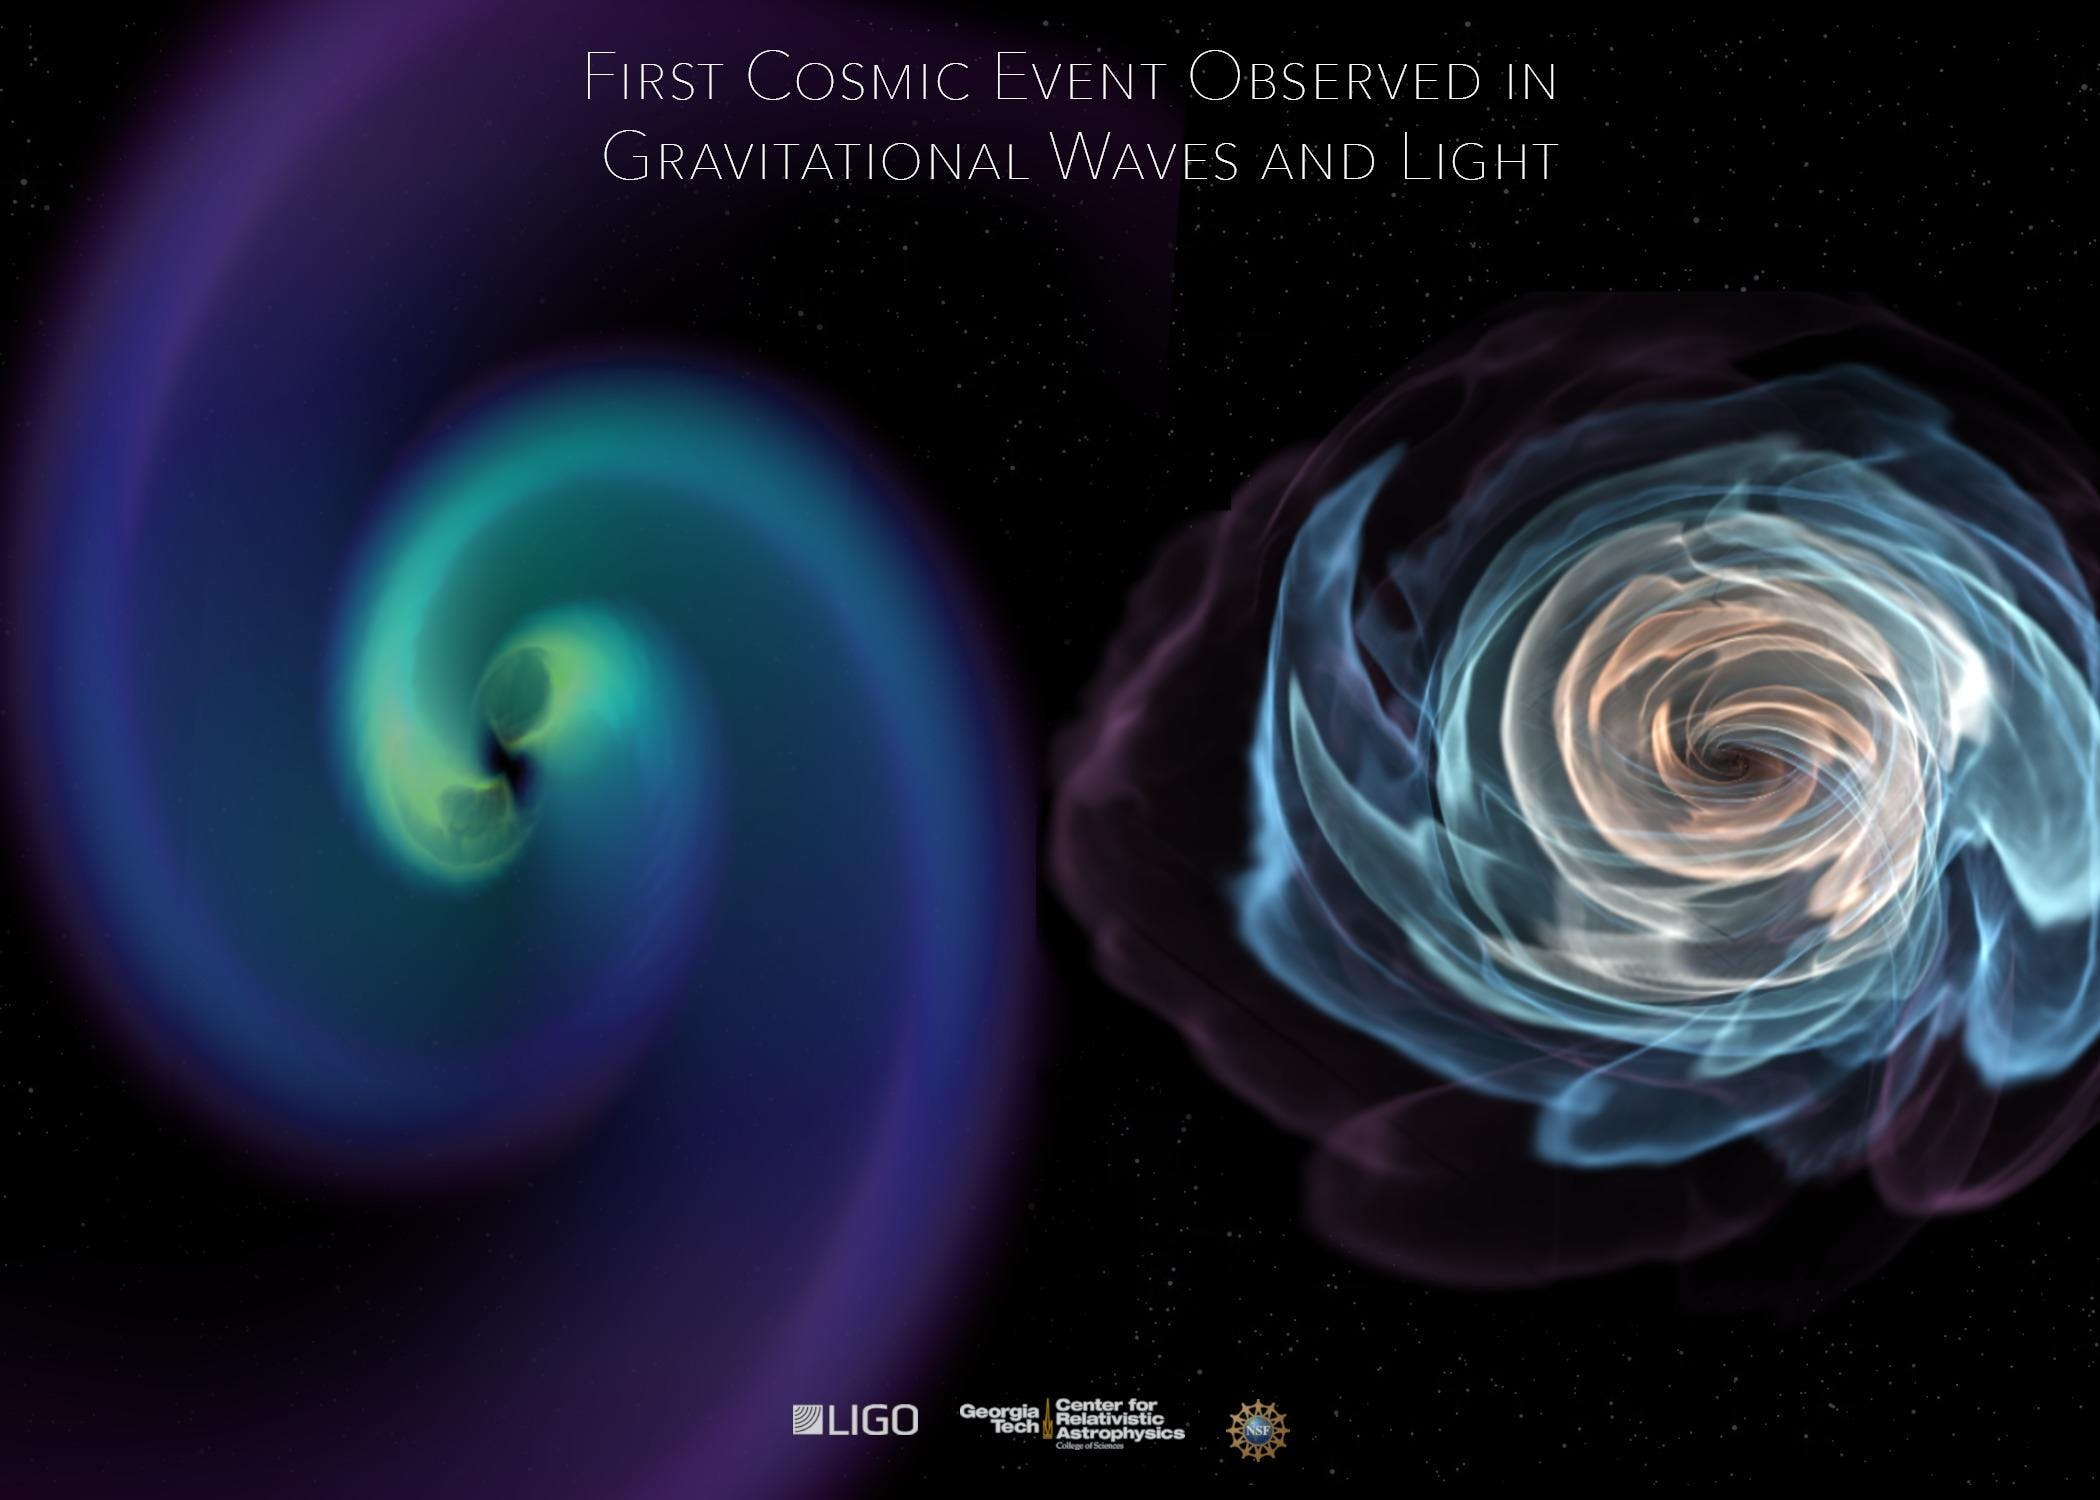 First Cosmic Event Observed in
Gravitational Waves and Light
LIGO
Georgia Tech
Center for
Relativistic
Astrophysics
College of Sciences
NSF